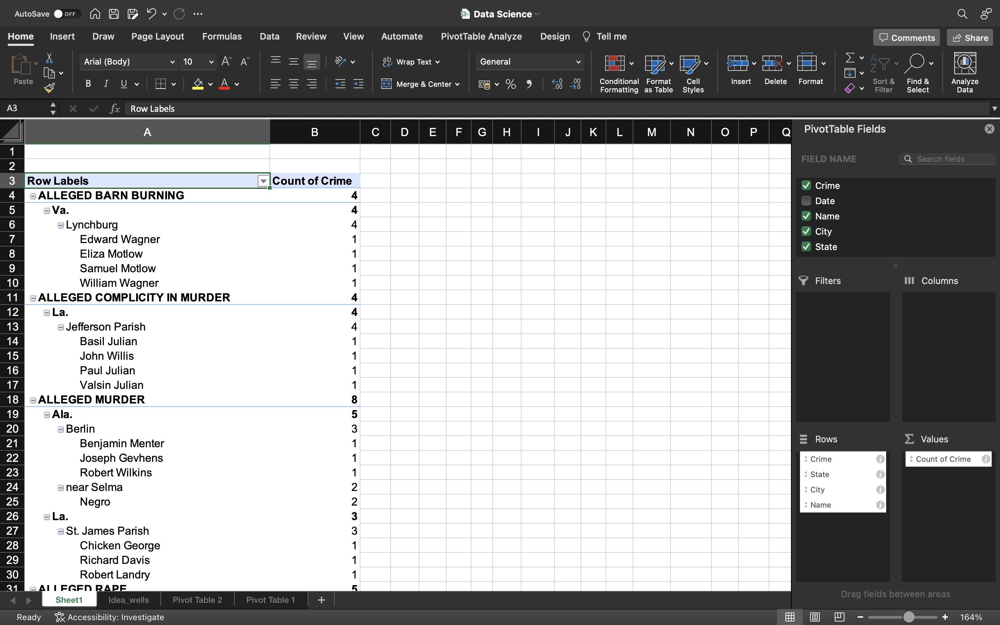 AutoSave OFF
Data Science
Home Insert Draw Page Layout Formulas Data Review View Automate PivotTable Analyze Design Tell me
Comments Share
Paste
Arial (Body) 10
Wrap Text
Merge & Center
General
Conditional Formatting
Format as Table
Cell Styles
Insert
Delete
Format
Sort & Filter
Find & Select
Analyze Data
A3
fx Row Labels
A B C D E F G H I J K L M N O P Q
1
2
3 Row Labels Count of Crime
4 ALLEGED BARN BURNING 4
5 Va. 4
6 Lynchburg 4
7 Edward Wagner 1
8 Eliza Motlow 1
9 Samuel Motlow 1
10 William Wagner 1
11 ALLEGED COMPLICITY IN MURDER 4
12 La. 4
13 Jefferson Parish 4
14 Basil Julian 1
15 John Willis 1
16 Paul Julian 1
17 Valsin Julian 1
18 ALLEGED MURDER 8
19 Ala. 5
20 Berlin 3
21 Benjamin Menter 1
22 Joseph Gevhens 1
23 Robert Wilkins 1
24 near Selma 2
25 Negro 2
26 La. 3
27 St. James Parish 3
28 Chicken George 1
29 Richard Davis 1
30 Robert Landry 1
31 ALLEGED RAPE 5
PivotTable Fields
FIELD NAME Search fields
Crime
Date
Name
City
State
Filters Columns
Rows Values
Crime Count of Crime
State
City
Name
Drag fields between areas
Sheet1 Idea_wells Pivot Table 2 Pivot Table 1 +
Ready Accessibility: Investigate
164%